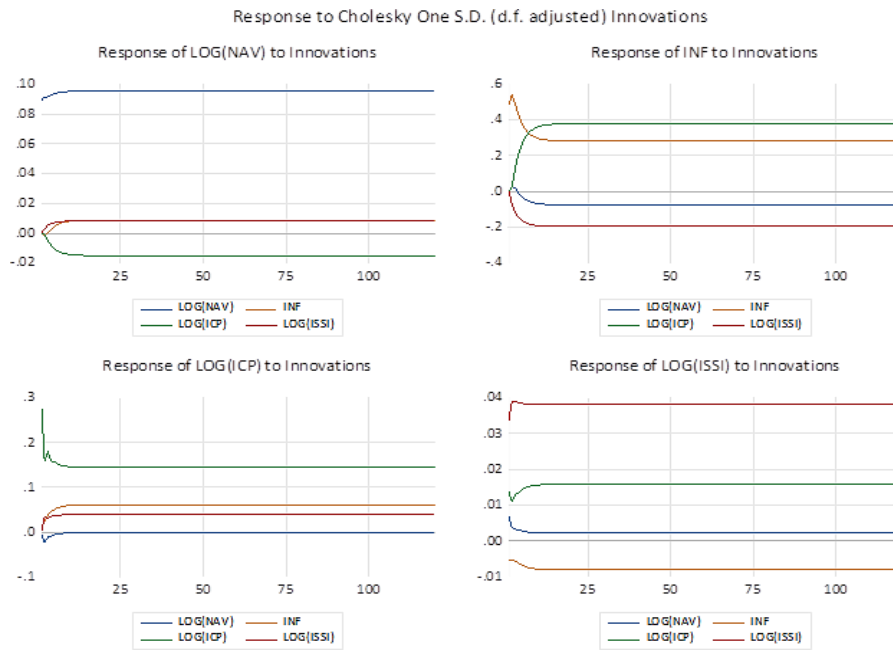 Response to Cholesky One S.D. (d.f. adjusted) Innovations
Response of LOG(NAV) to Innovations
.10
.08
.06
.04
.02
.00
-.02
25 50 75 100
LOG(NAV) INF
LOG(ICP) LOG(ISSI)
Response of INF to Innovations
.6
.4
.2
.0
-.2
-.4
25 50 75 100
LOG(NAV) INF
LOG(ICP) LOG(ISSI)
Response of LOG(ICP) to Innovations
.3
.2
.1
.0
-.1
25 50 75 100
LOG(NAV) INF
LOG(ICP) LOG(ISSI)
Response of LOG(ISSI) to Innovations
.04
.03
.02
.01
.00
-.01
25 50 75 100
LOG(NAV) INF
LOG(ICP) LOG(ISSI)